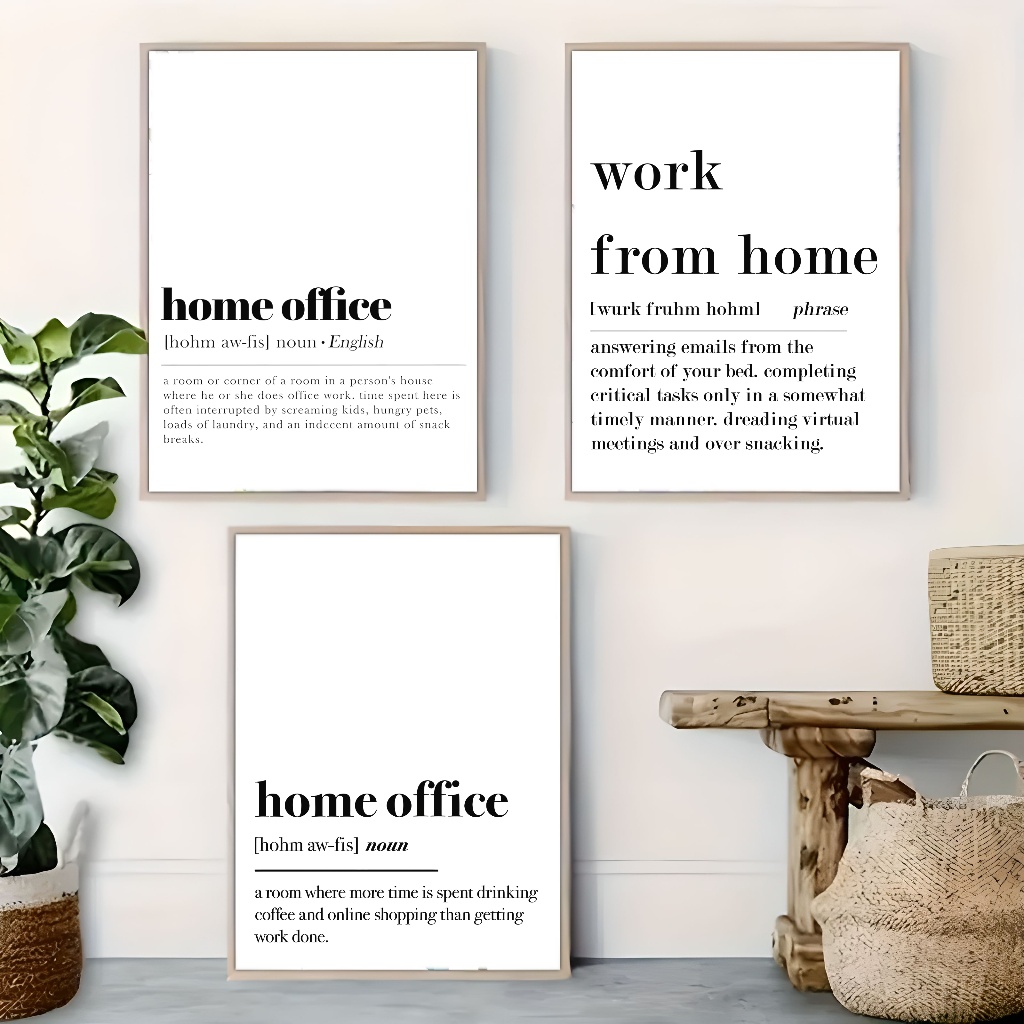 home office
[hohm aw-fis] noun • English
a room or corner of a room in a person's house
where he or she does office work. time spent here is
often interrupted by screaming kids, hungry pets,
loads of laundry, and an indecent amount of snack
breaks.
work
from home
[wurk fruhm hohm] phrase
answering emails from the
comfort of your bed. completing
critical tasks only in a somewhat
timely manner. dreading virtual
meetings and over snacking.
home office
[hohm aw-fis] noun
a room where more time is spent drinking
coffee and online shopping than getting
work done.